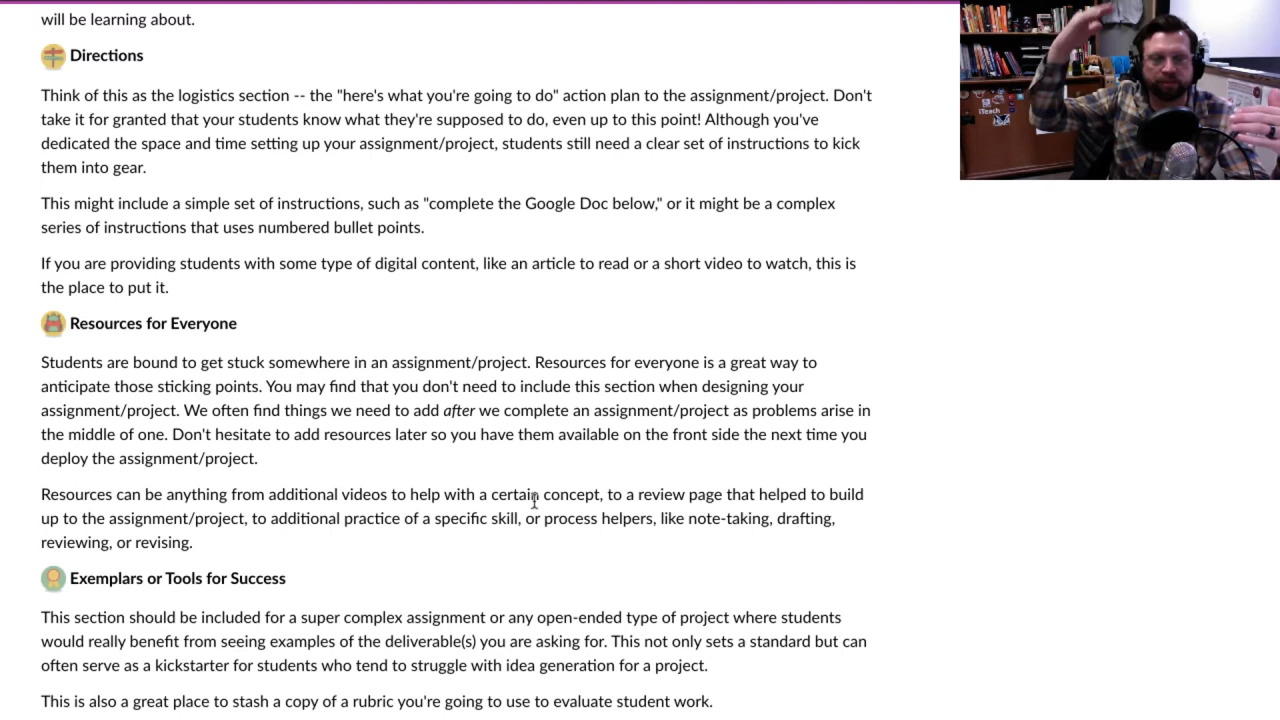 will be learning about.
Directions
Think of this as the logistics section -- the "here's what you're going to do" action plan to the assignment/project. Don't
take it for granted that your students know what they're supposed to do, even up to this point! Although you've
dedicated the space and time setting up your assignment/project, students still need a clear set of instructions to kick
them into gear.
This might include a simple set of instructions, such as "complete the Google Doc below," or it might be a complex
series of instructions that uses numbered bullet points.
If you are providing students with some type of digital content, like an article to read or a short video to watch, this is
the place to put it.
Resources for Everyone
Students are bound to get stuck somewhere in an assignment/project. Resources for everyone is a great way to
anticipate those sticking points. You may find that you don't need to include this section when designing your
assignment/project. We often find things we need to add after we complete an assignment/project as problems arise in
the middle of one. Don't hesitate to add resources later so you have them available on the front side the next time you
deploy the assignment/project.
Resources can be anything from additional videos to help with a certain concept, to a review page that helped to build
up to the assignment/project, to additional practice of a specific skill, or process helpers, like note-taking, drafting,
reviewing, or revising.
Exemplars or Tools for Success
This section should be included for a super complex assignment or any open-ended type of project where students
would really benefit from seeing examples of the deliverable(s) you are asking for. This not only sets a standard but can
often serve as a kickstarter for students who tend to struggle with idea generation for a project.
This is also a great place to stash a copy of a rubric you're going to use to evaluate student work.
iTeach